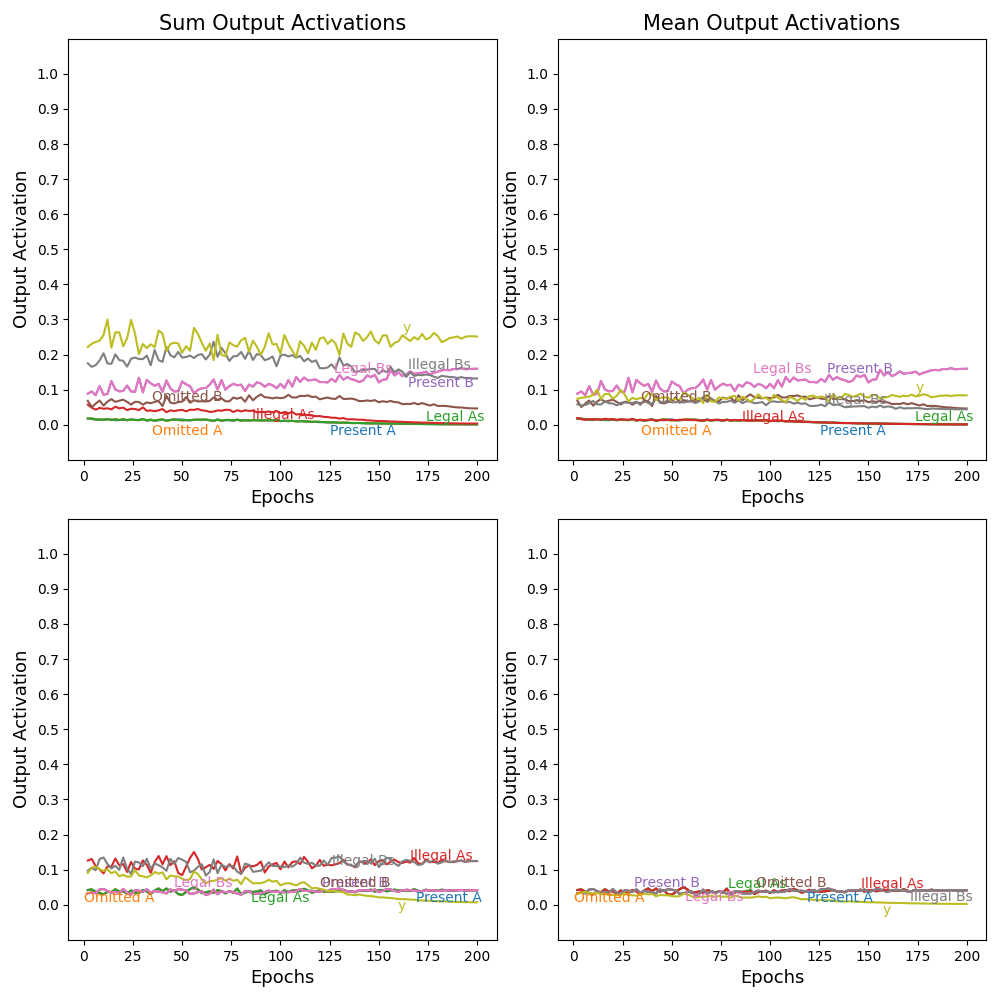 Sum Output Activations
Output Activation
1.0
0.9
0.8
0.7
0.6
0.5
0.4
0.3
0.2
0.1
0.0
y
Legal Bs
Illegal Bs
Present B
Omitted B
Illegal As
Legal As
Omitted A
Present A
0 25 50 75 100 125 150 175 200
Epochs
Mean Output Activations
Output Activation
1.0
0.9
0.8
0.7
0.6
0.5
0.4
0.3
0.2
0.1
0.0
Legal Bs
Present B
y
Omitted B
Illegal Bs
Illegal As
Legal As
Omitted A
Present A
0 25 50 75 100 125 150 175 200
Epochs
Output Activation
1.0
0.9
0.8
0.7
0.6
0.5
0.4
0.3
0.2
0.1
0.0
Illegal Bs
Illegal As
Legal Bs
Omitted B
Present B
Omitted A
Legal As
Present A
y
0 25 50 75 100 125 150 175 200
Epochs
Output Activation
1.0
0.9
0.8
0.7
0.6
0.5
0.4
0.3
0.2
0.1
0.0
Present B
Legal As
Omitted B
Illegal As
Omitted A
Legal Bs
Present A
Illegal Bs
y
0 25 50 75 100 125 150 175 200
Epochs